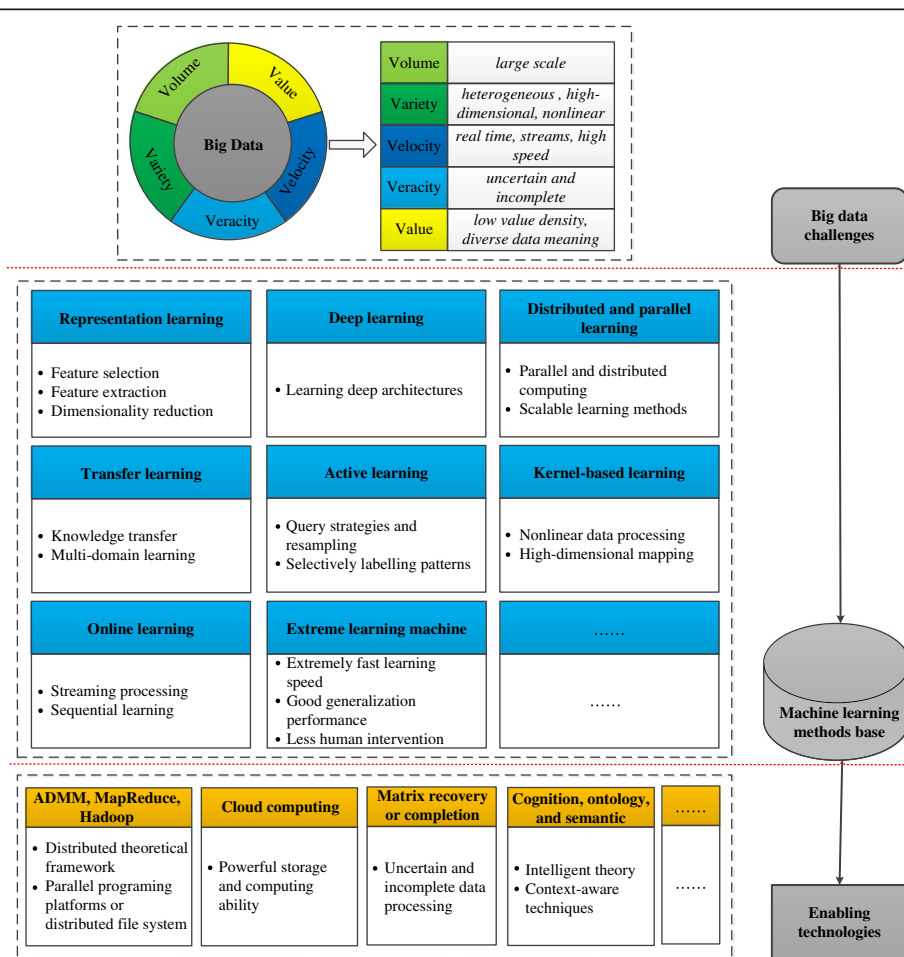 Volume
Value
Variety
Big Data
Velocity
Veracity
Volume
large scale
Variety
heterogeneous , high-
dimensional, nonlinear
Velocity
real time, streams, high
speed
Veracity
uncertain and
incomplete
Value
low value density,
diverse data meaning
Big data
challenges
Representation learning
• Feature selection
• Feature extraction
• Dimensionality reduction
Deep learning
• Learning deep architectures
Distributed and parallel
learning
• Parallel and distributed
computing
• Scalable learning methods
Transfer learning
• Knowledge transfer
• Multi-domain learning
Active learning
• Query strategies and
resampling
• Selectively labelling patterns
Kernel-based learning
• Nonlinear data processing
• High-dimensional mapping
Online learning
• Streaming processing
• Sequential learning
Extreme learning machine
• Extremely fast learning
speed
• Good generalization
performance
• Less human intervention
……
……
Machine learning
methods base
ADMM, MapReduce,
Hadoop
• Distributed theoretical
framework
• Parallel programing
platforms or
distributed file system
Cloud computing
• Powerful storage
and computing
ability
Matrix recovery
or completion
• Uncertain and
incomplete data
processing
Cognition, ontology,
and semantic
• Intelligent theory
• Context-aware
techniques
……
……
Enabling
technologies